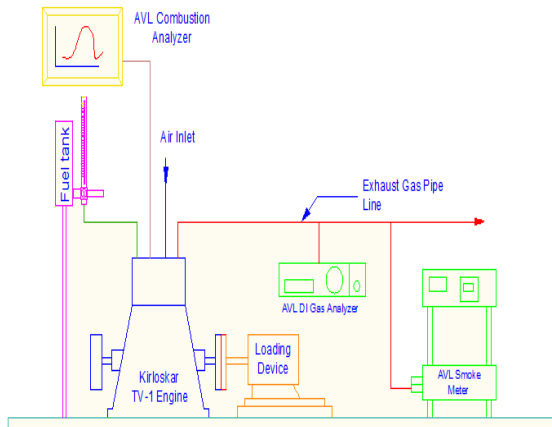 AVL Combustion
Analyzer
Fuel tank
Air Inlet
Exhaust Gas Pipe
Line
AVL DI Gas Analyzer
Kirloskar
TV-1 Engine
Loading
Device
AVL Smoke
Meter